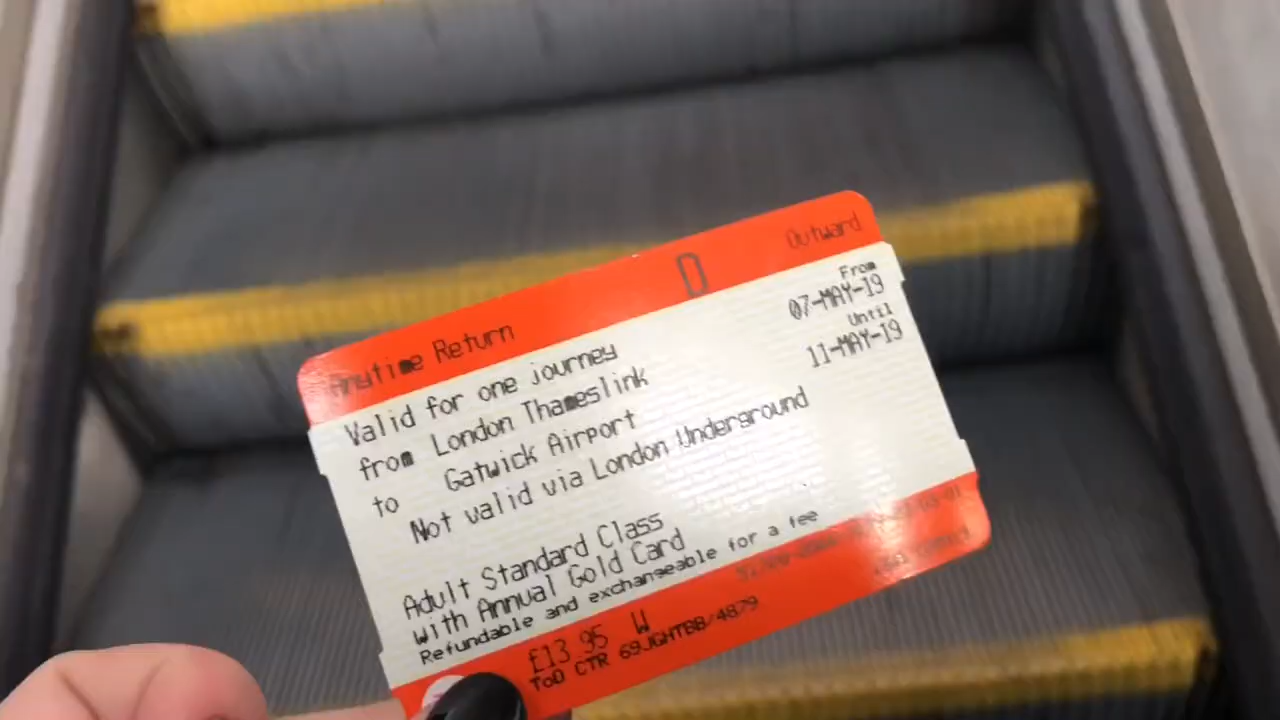 Anytime Return
0
Outward
From
07-MAY-19
Until
11-MAY-19
Valid for one journey
from London Thameslink
to Gatwick Airport
Not valid via London Underground
Adult Standard Class
With Annual Gold Card
Refundable and exchangeable for a fee
£13.95 W
ToD CTR 69JGHTBB/4879